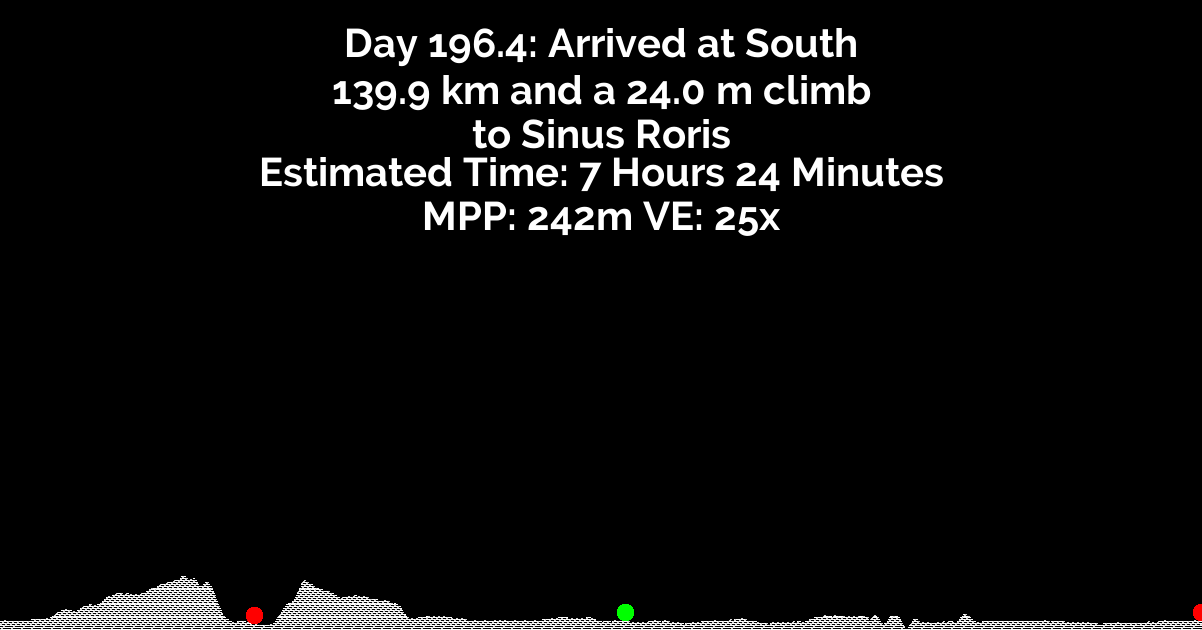 Day 196.4: Arrived at South
139.9 km and a 24.0 m climb
to Sinus Roris
Estimated Time: 7 Hours 24 Minutes
MPP: 242m VE: 25x